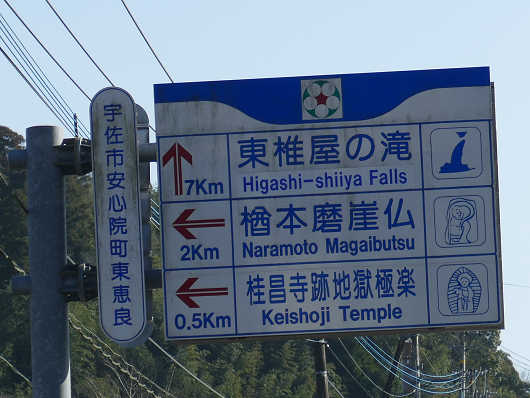 宇佐市安心院町東恵良
東椎屋の滝
7Km
Higashi-shiiya Falls
楢本磨崖仏
2Km
Naramoto Magaibutsu
桂昌寺跡地獄極楽
0.5Km
Keishoji Temple